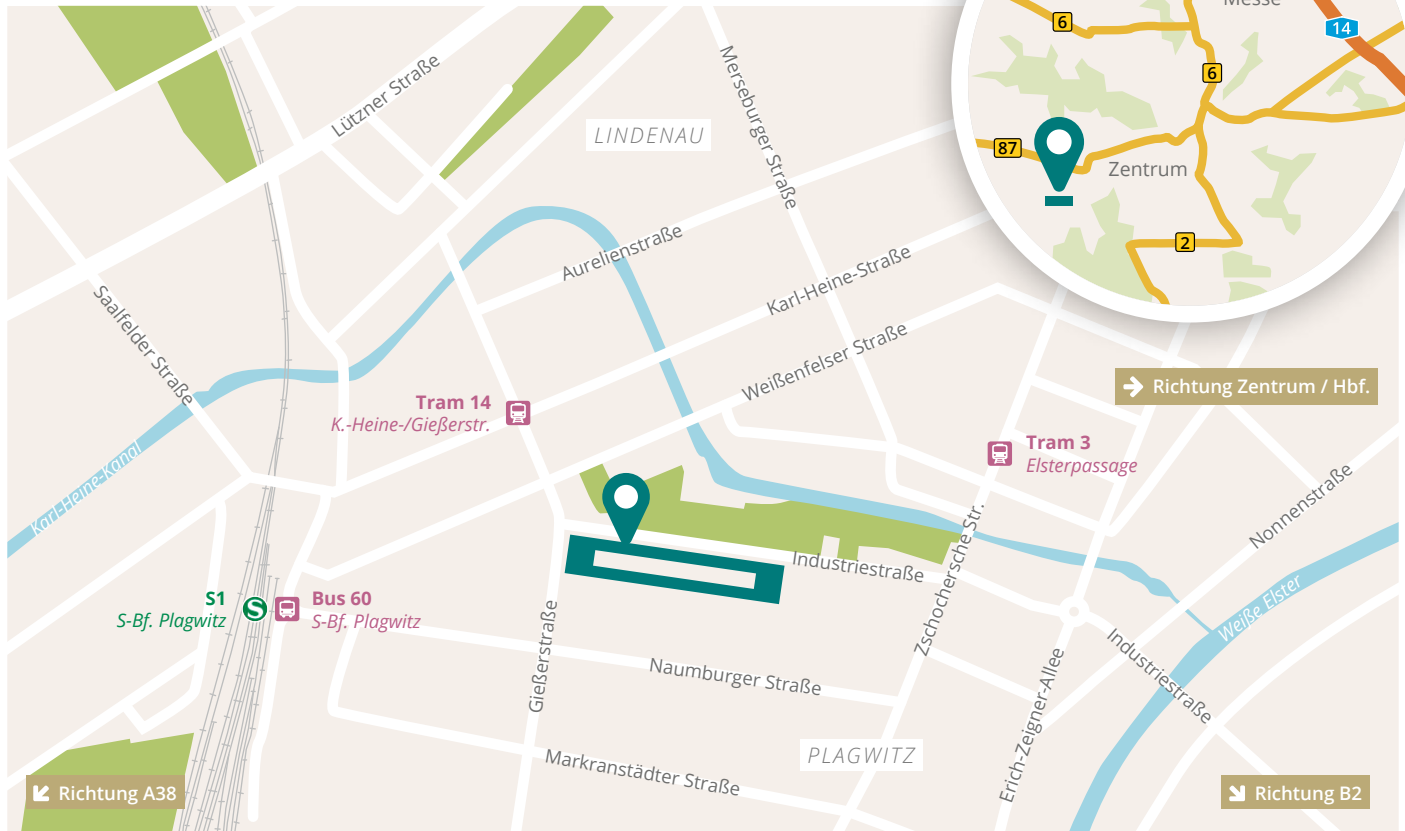 Messe
6
14
6
87
Zentrum
2
Lützner Straße
LINDENAU
Merseburger Straße
Aurelienstraße
Karl-Heine-Straße
Saalfelder Straße
Weißenfelser Straße
Richtung Zentrum / Hbf.
Tram 14
K.-Heine-/Gießerstr.
Tram 3
Elsterpassage
Karl-Heine-Kanal
Nonnenstraße
Zschochersche Str.
Industriestraße
S1
S-Bf. Plagwitz
S
Bus 60
S-Bf. Plagwitz
Weiße Elster
Gießerstraße
Naumburger Straße
Industriestraße
Erich-Zeigner-Allee
PLAGWITZ
Markranstädter Straße
Richtung A38
Richtung B2